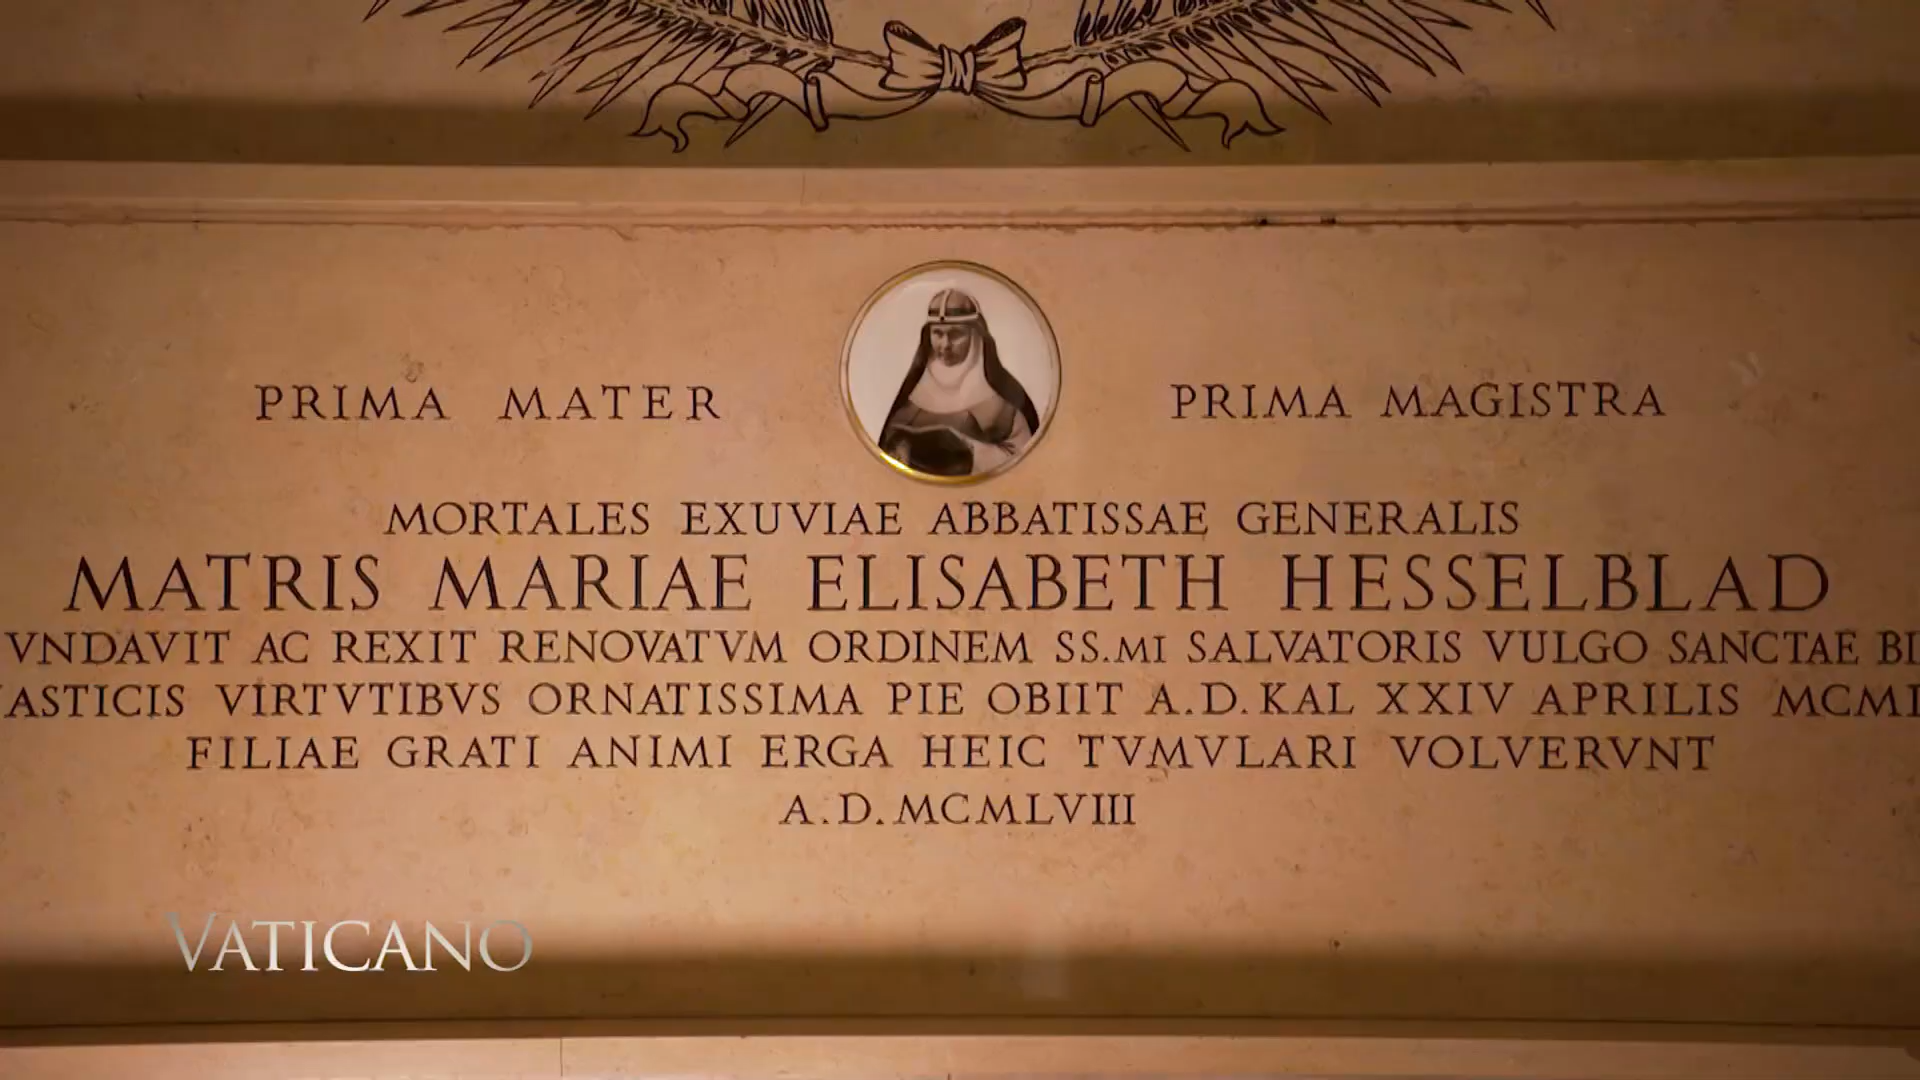 PRIMA MATER PRIMA MAGISTRA
MORTALES EXUVIAE ABBATISSAE GENERALIS
MATRIS MARIAE ELISABETH HESSELBLAD
VNDAVIT AC REXIT RENOVATVM ORDINEM SS.MI SALVATORIS VULGO SANCTAE BI
ASTICIS VIRTVTIBVS ORNATISSIMA PIE OBIIT A.D.KAL XXIV APRILIS MCML
FILIAE GRATI ANIMI ERGA HEIC TVMVLARI VOLVERVNT
A.D.MCMLVIII
VATICANO